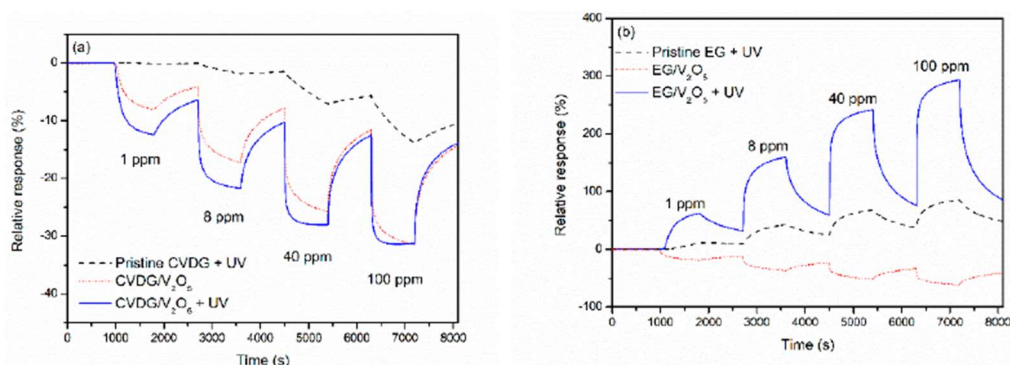 (a)
0
-10
-20
-30
-40
Relative response (%)
1 ppm
8 ppm
40 ppm
100 ppm
Pristine CVDG + UV
CVDG/V₂O₅
CVDG/V₂O₅ + UV
0 1000 2000 3000 4000 5000 6000 7000 8000
Time (s)
(b)
400
300
200
100
0
-100
Relative response (%)
Pristine EG + UV
EG/V₂O₅
EG/V₂O₅ + UV
1 ppm
8 ppm
40 ppm
100 ppm
0 1000 2000 3000 4000 5000 6000 7000 8000
Time (s)